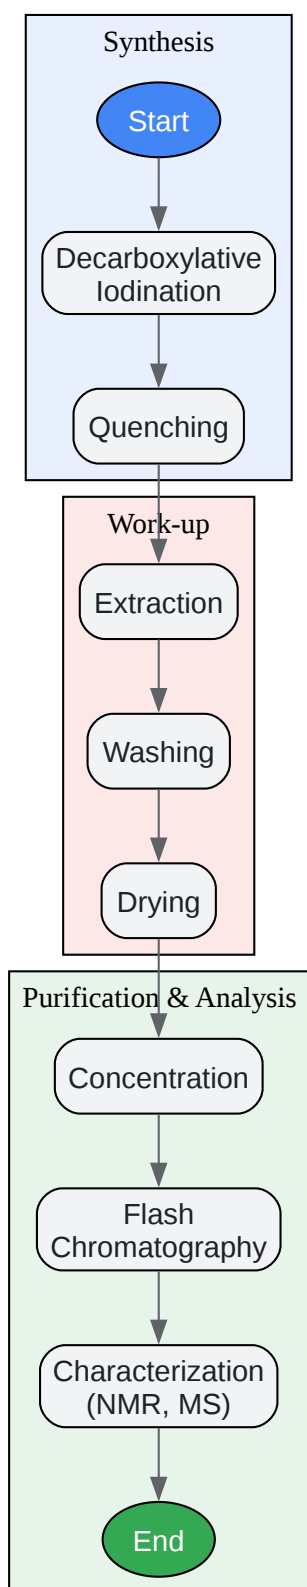 Synthesis
Start
Decarboxylative
Iodination
Quenching
Work-up
Extraction
Washing
Drying
Purification & Analysis
Concentration
Flash
Chromatography
Characterization
(NMR, MS)
End